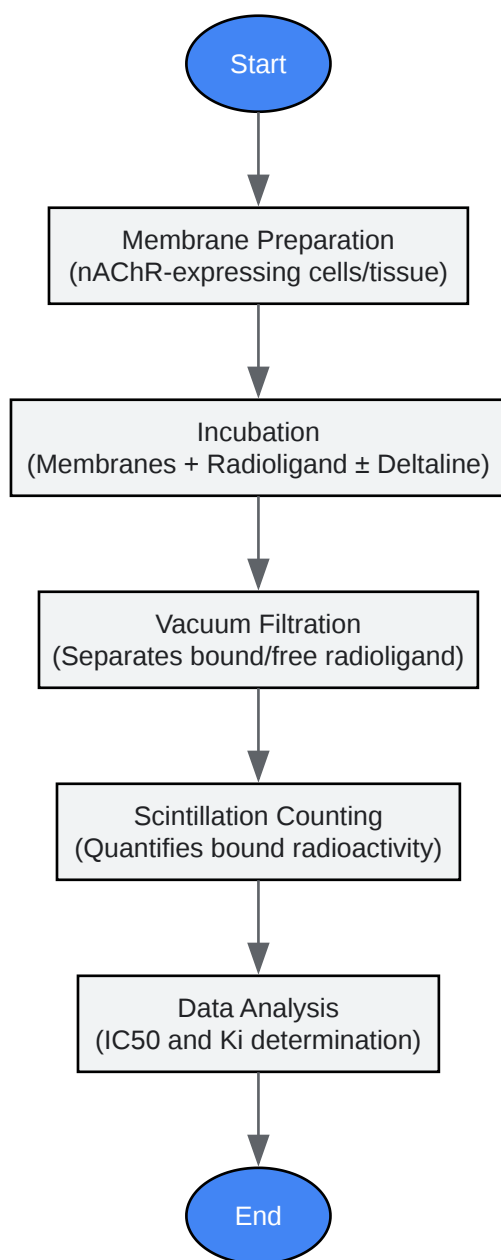 Start
Membrane Preparation
(nAChR-expressing cells/tissue)
Incubation
(Membranes + Radioligand ± Deltaline)
Vacuum Filtration
(Separates bound/free radioligand)
Scintillation Counting
(Quantifies bound radioactivity)
Data Analysis
(IC50 and Ki determination)
End